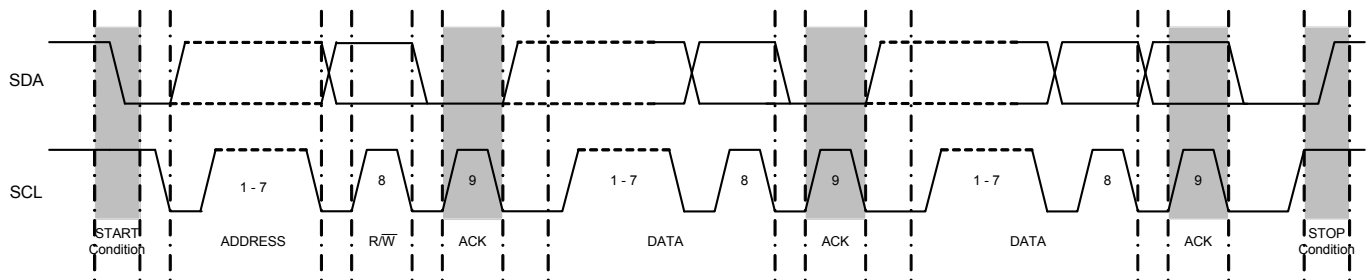 SDA
SCL
1 - 7
8
9
1 - 7
8
9
1 - 7
8
9
START
Condition
ADDRESS
R/W̅
ACK
DATA
ACK
DATA
ACK
STOP
Condition